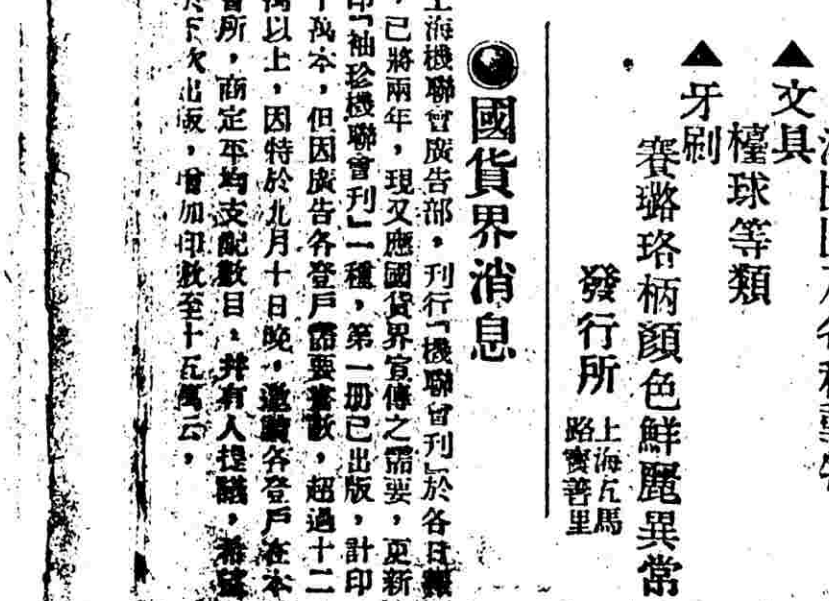 ▲文具
檯球等類
▲牙刷
賽璐珞柄顏色鮮麗異常
發行所
上海五馬
路寶善里
國貨界消息
上海機聯會廣告部，刊行「機聯會刊」於各日報
，已將兩年，現又應國貨界宣傳之需要，更新
印「袖珍機聯會刊」一種，第一册已出版，計印
十萬本，但因廣告各登戶需要書數，超過十二
萬以上，因特於九月十日晚，邀請各登戶在本
會所，商定平均支配數目，并有人提議，希望
於下次出版，增加印數至十五萬云，